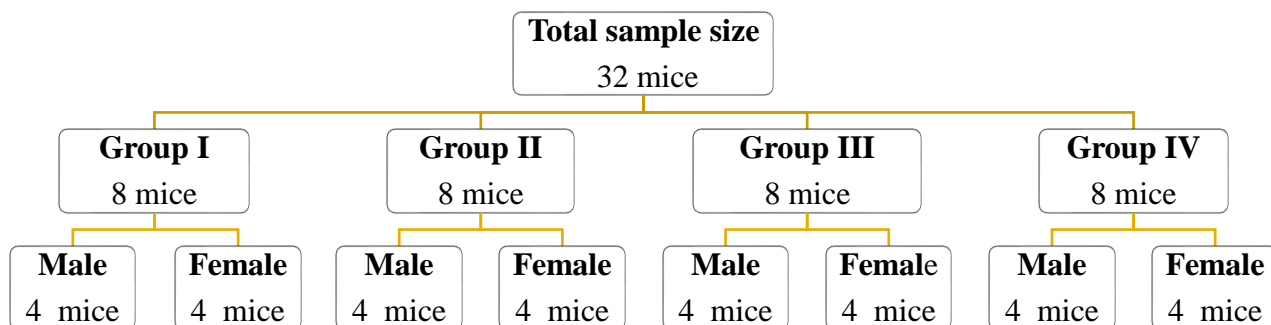 Total sample size
32 mice
Group I
8 mice
Group II
8 mice
Group III
8 mice
Group IV
8 mice
Male
4 mice
Female
4 mice
Male
4 mice
Female
4 mice
Male
4 mice
Female
4 mice
Male
4 mice
Female
4 mice